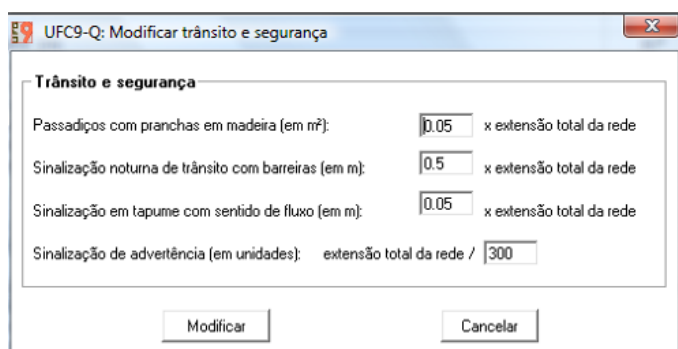 UFC9-Q: Modificar trânsito e segurança
Trânsito e segurança
Passadiços com pranchas em madeira (em m²): 0.05 x extensão total da rede
Sinalização noturna de trânsito com barreiras (em m): 0.5 x extensão total da rede
Sinalização em tapume com sentido de fluxo (em m): 0.05 x extensão total da rede
Sinalização de advertência (em unidades): extensão total da rede / 300
Modificar Cancelar